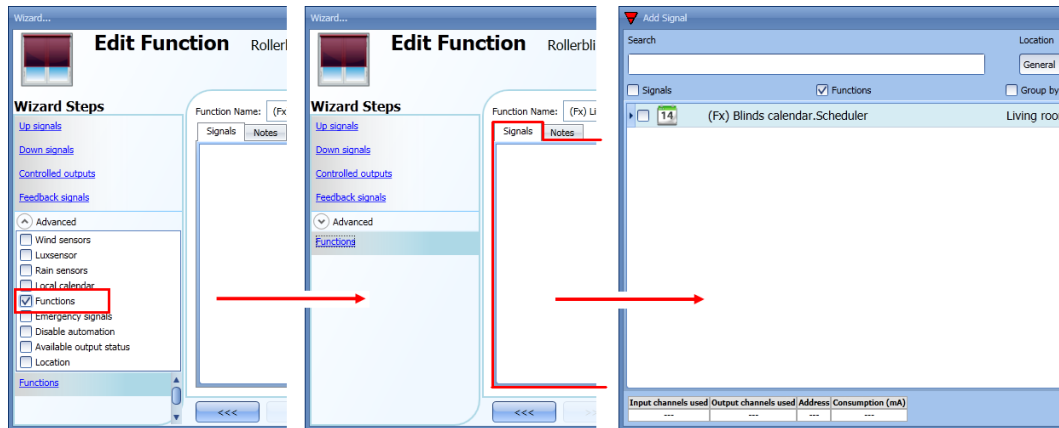 Wizard...
Edit Function
Wizard Steps
Up signals
Down signals
Controlled outputs
Feedback signals
Advanced
Wind sensors
Luxsensor
Rain sensors
Local calendar
Functions
Emergency signals
Disable automation
Available output status
Location
Functions
Function Name: (Fx
Signals Notes
<<<
Wizard...
Edit Function
Wizard Steps
Up signals
Down signals
Controlled outputs
Feedback signals
Advanced
Functions
Function Name: (Fx) Li
Signals Notes
<<< >>
Add Signal
Search Location
General
Signals Functions Group by
14 (Fx) Blinds calendar.Scheduler Living roo
Input channels used Output channels used Address Consumption (mA)
--- --- --- ---